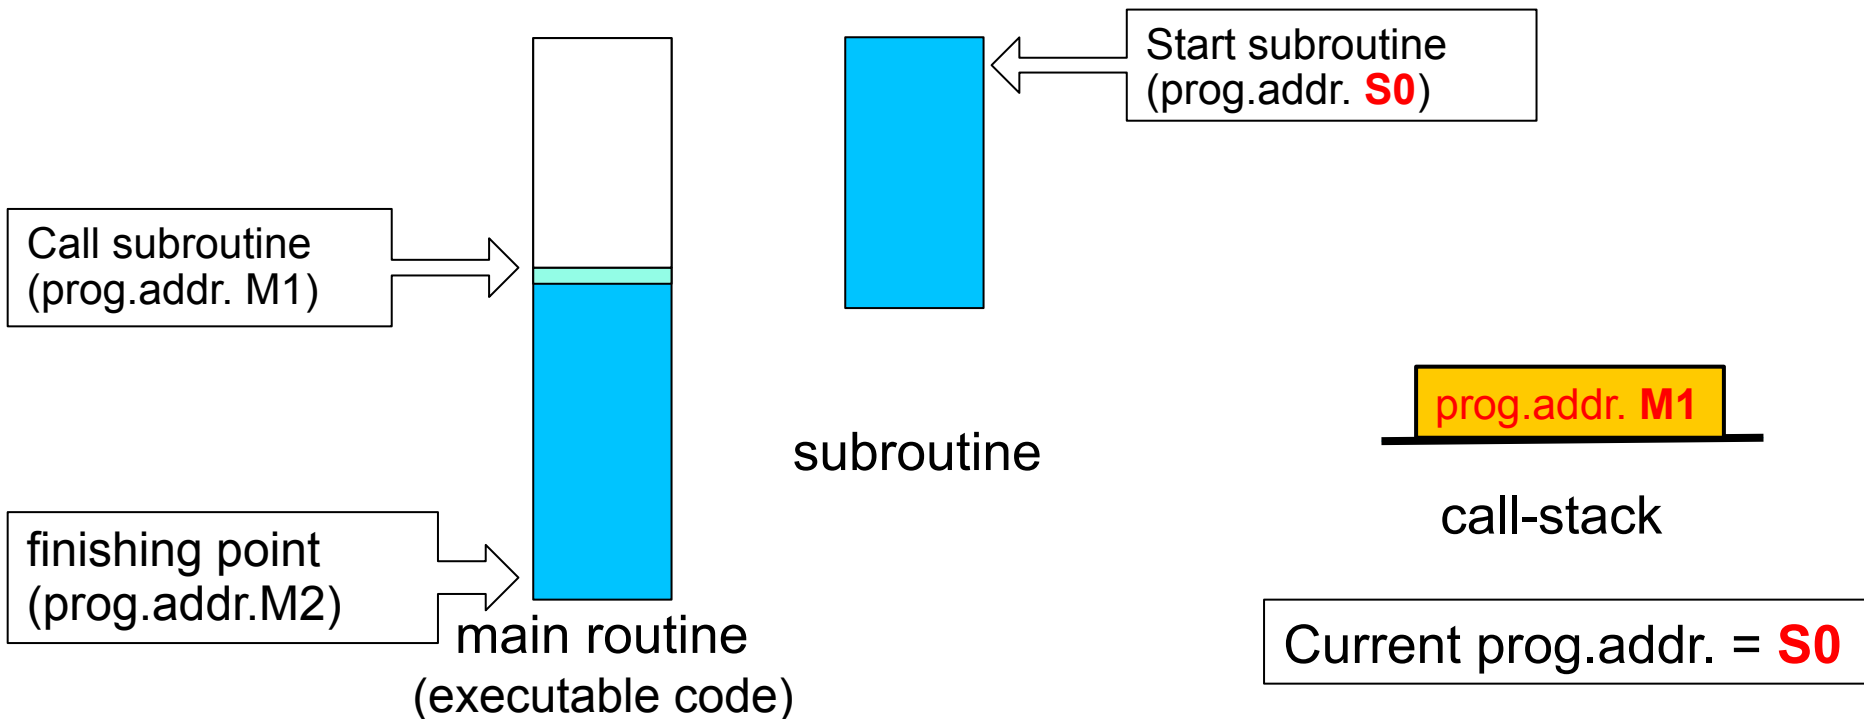 Start subroutine
(prog.addr. S0)
Call subroutine
(prog.addr. M1)
prog.addr. M1
subroutine
call-stack
finishing point
(prog.addr.M2)
main routine
(executable code)
Current prog.addr. = S0